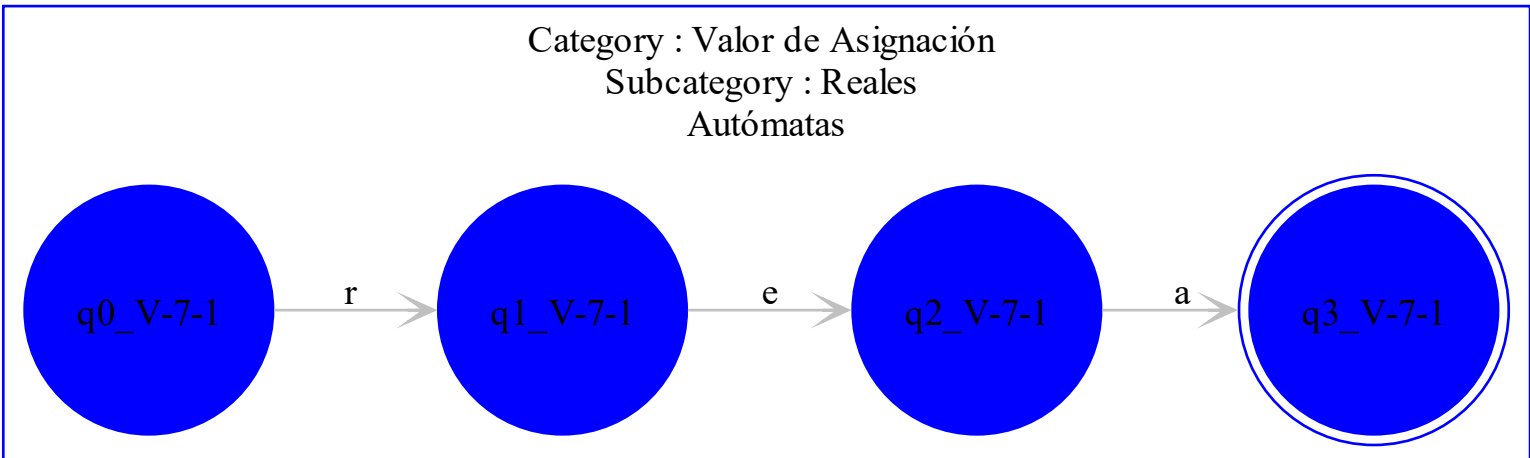 Category : Valor de Asignación
Subcategory : Reales
Autómatas
r e a
q0_V-7-1 q1_V-7-1 q2_V-7-1 q3_V-7-1